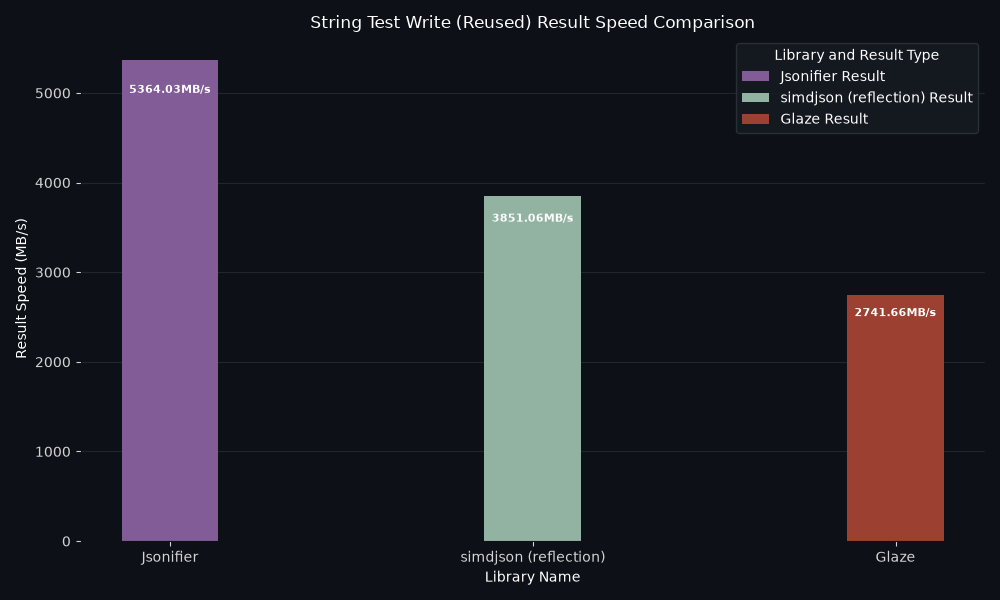 String Test Write (Reused) Result Speed Comparison
Library and Result Type
Jsonifier Result
simdjson (reflection) Result
Glaze Result
5364.03MB/s
3851.06MB/s
2741.66MB/s
Result Speed (MB/s)
5000
4000
3000
2000
1000
0
Jsonifier
simdjson (reflection)
Glaze
Library Name